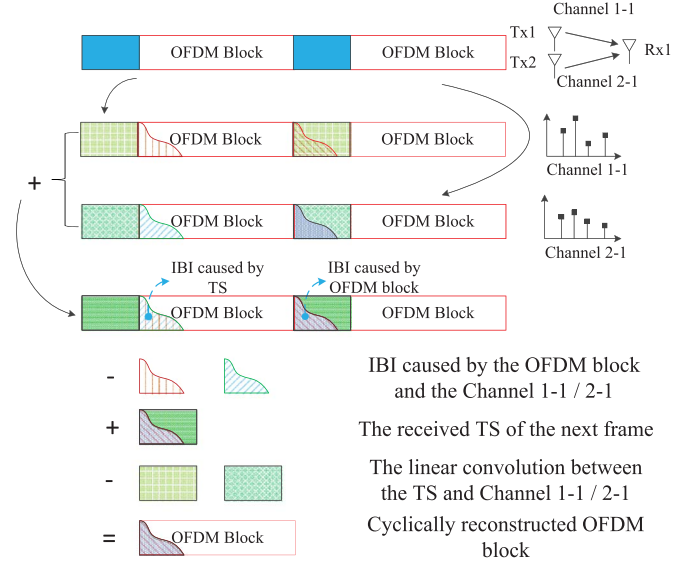 Channel 1-1
Tx1
OFDM Block
OFDM Block
Rx1
Tx2
Channel 2-1
OFDM Block
OFDM Block
Channel 1-1
+
OFDM Block
OFDM Block
Channel 2-1
IBI caused by
TS
IBI caused by
OFDM block
OFDM Block
OFDM Block
-
IBI caused by the OFDM block
and the Channel 1-1 / 2-1
+
The received TS of the next frame
-
The linear convolution between
the TS and Channel 1-1 / 2-1
=
OFDM Block
Cyclically reconstructed OFDM
block